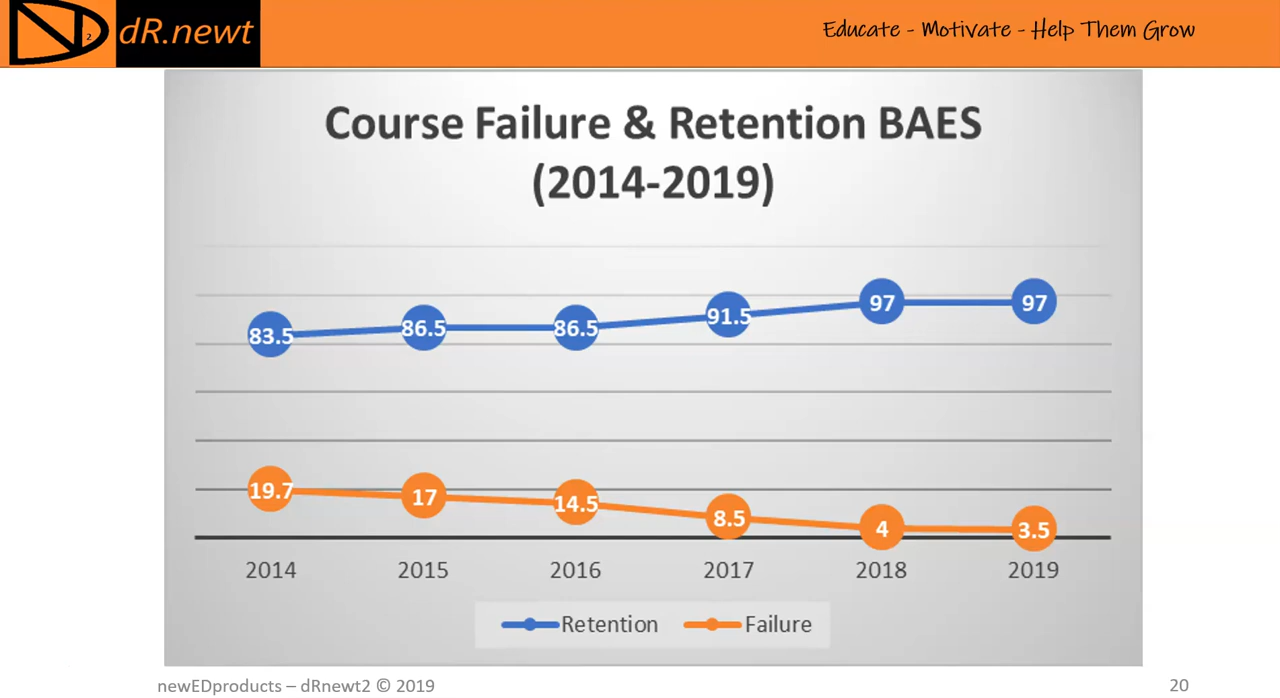 2
dR.newt
Educate - Motivate - Help Them Grow
Course Failure & Retention BAES
(2014-2019)
83.5 86.5 86.5 91.5 97 97
19.7 17 14.5 8.5 4 3.5
2014 2015 2016 2017 2018 2019
Retention Failure
newEDproducts – dRnewt2 © 2019
20